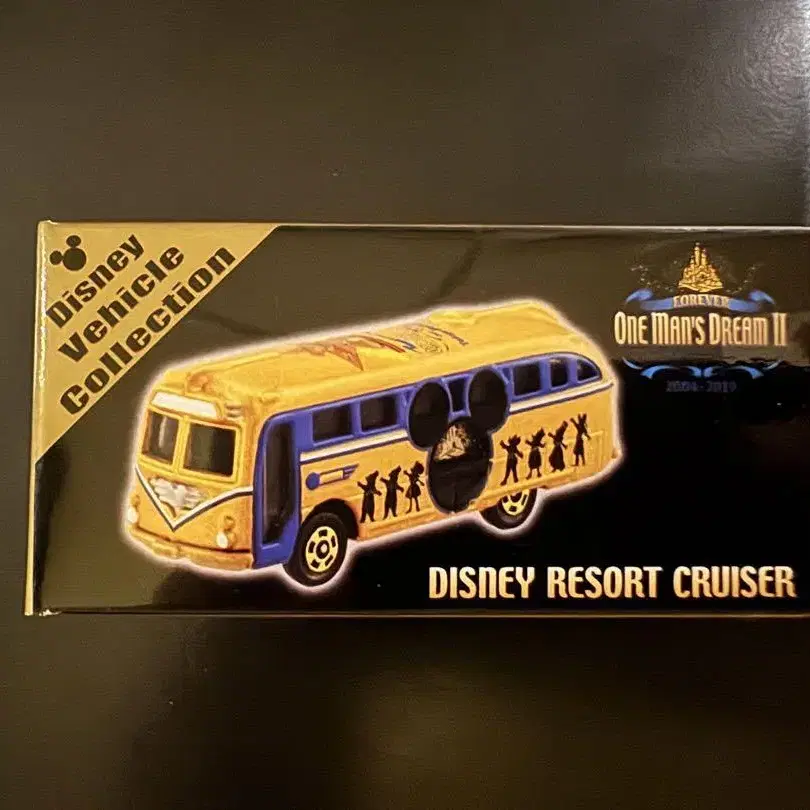 Disney
Vehicle
Collection
FOREVER
ONE MAN'S DREAM II
2004-2019
DISNEY RESORT CRUISER